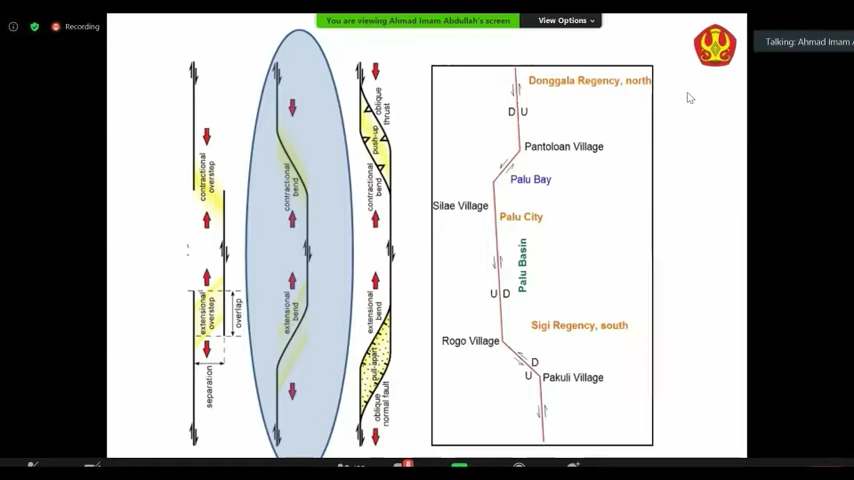 Recording
You are viewing Ahmad Imam Abdullah's screen
View Options
Talking: Ahmad Imam A
contractional
overstep
extensional
overstep
overlap
separation
contractional
bend
extensional
bend
oblique
thrust
push-up
contractional
bend
extensional
bend
pull-apart
oblique
normal fault
Donggala Regency, north
D U
Pantoloan Village
Palu Bay
Silae Village
Palu City
Palu Basin
U D
Sigi Regency, south
Rogo Village
D
U
Pakuli Village